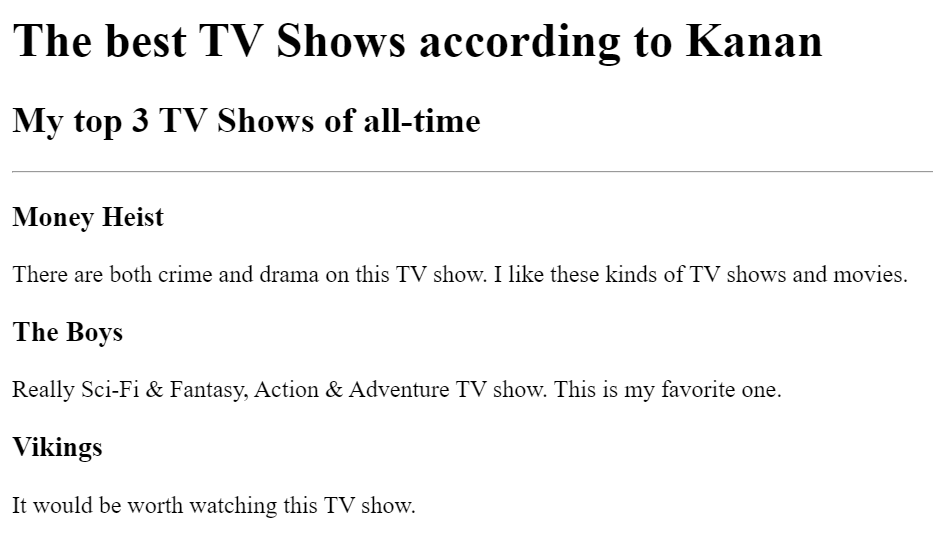 The best TV Shows according to Kanan
My top 3 TV Shows of all-time
Money Heist
There are both crime and drama on this TV show. I like these kinds of TV shows and movies.
The Boys
Really Sci-Fi & Fantasy, Action & Adventure TV show. This is my favorite one.
Vikings
It would be worth watching this TV show.